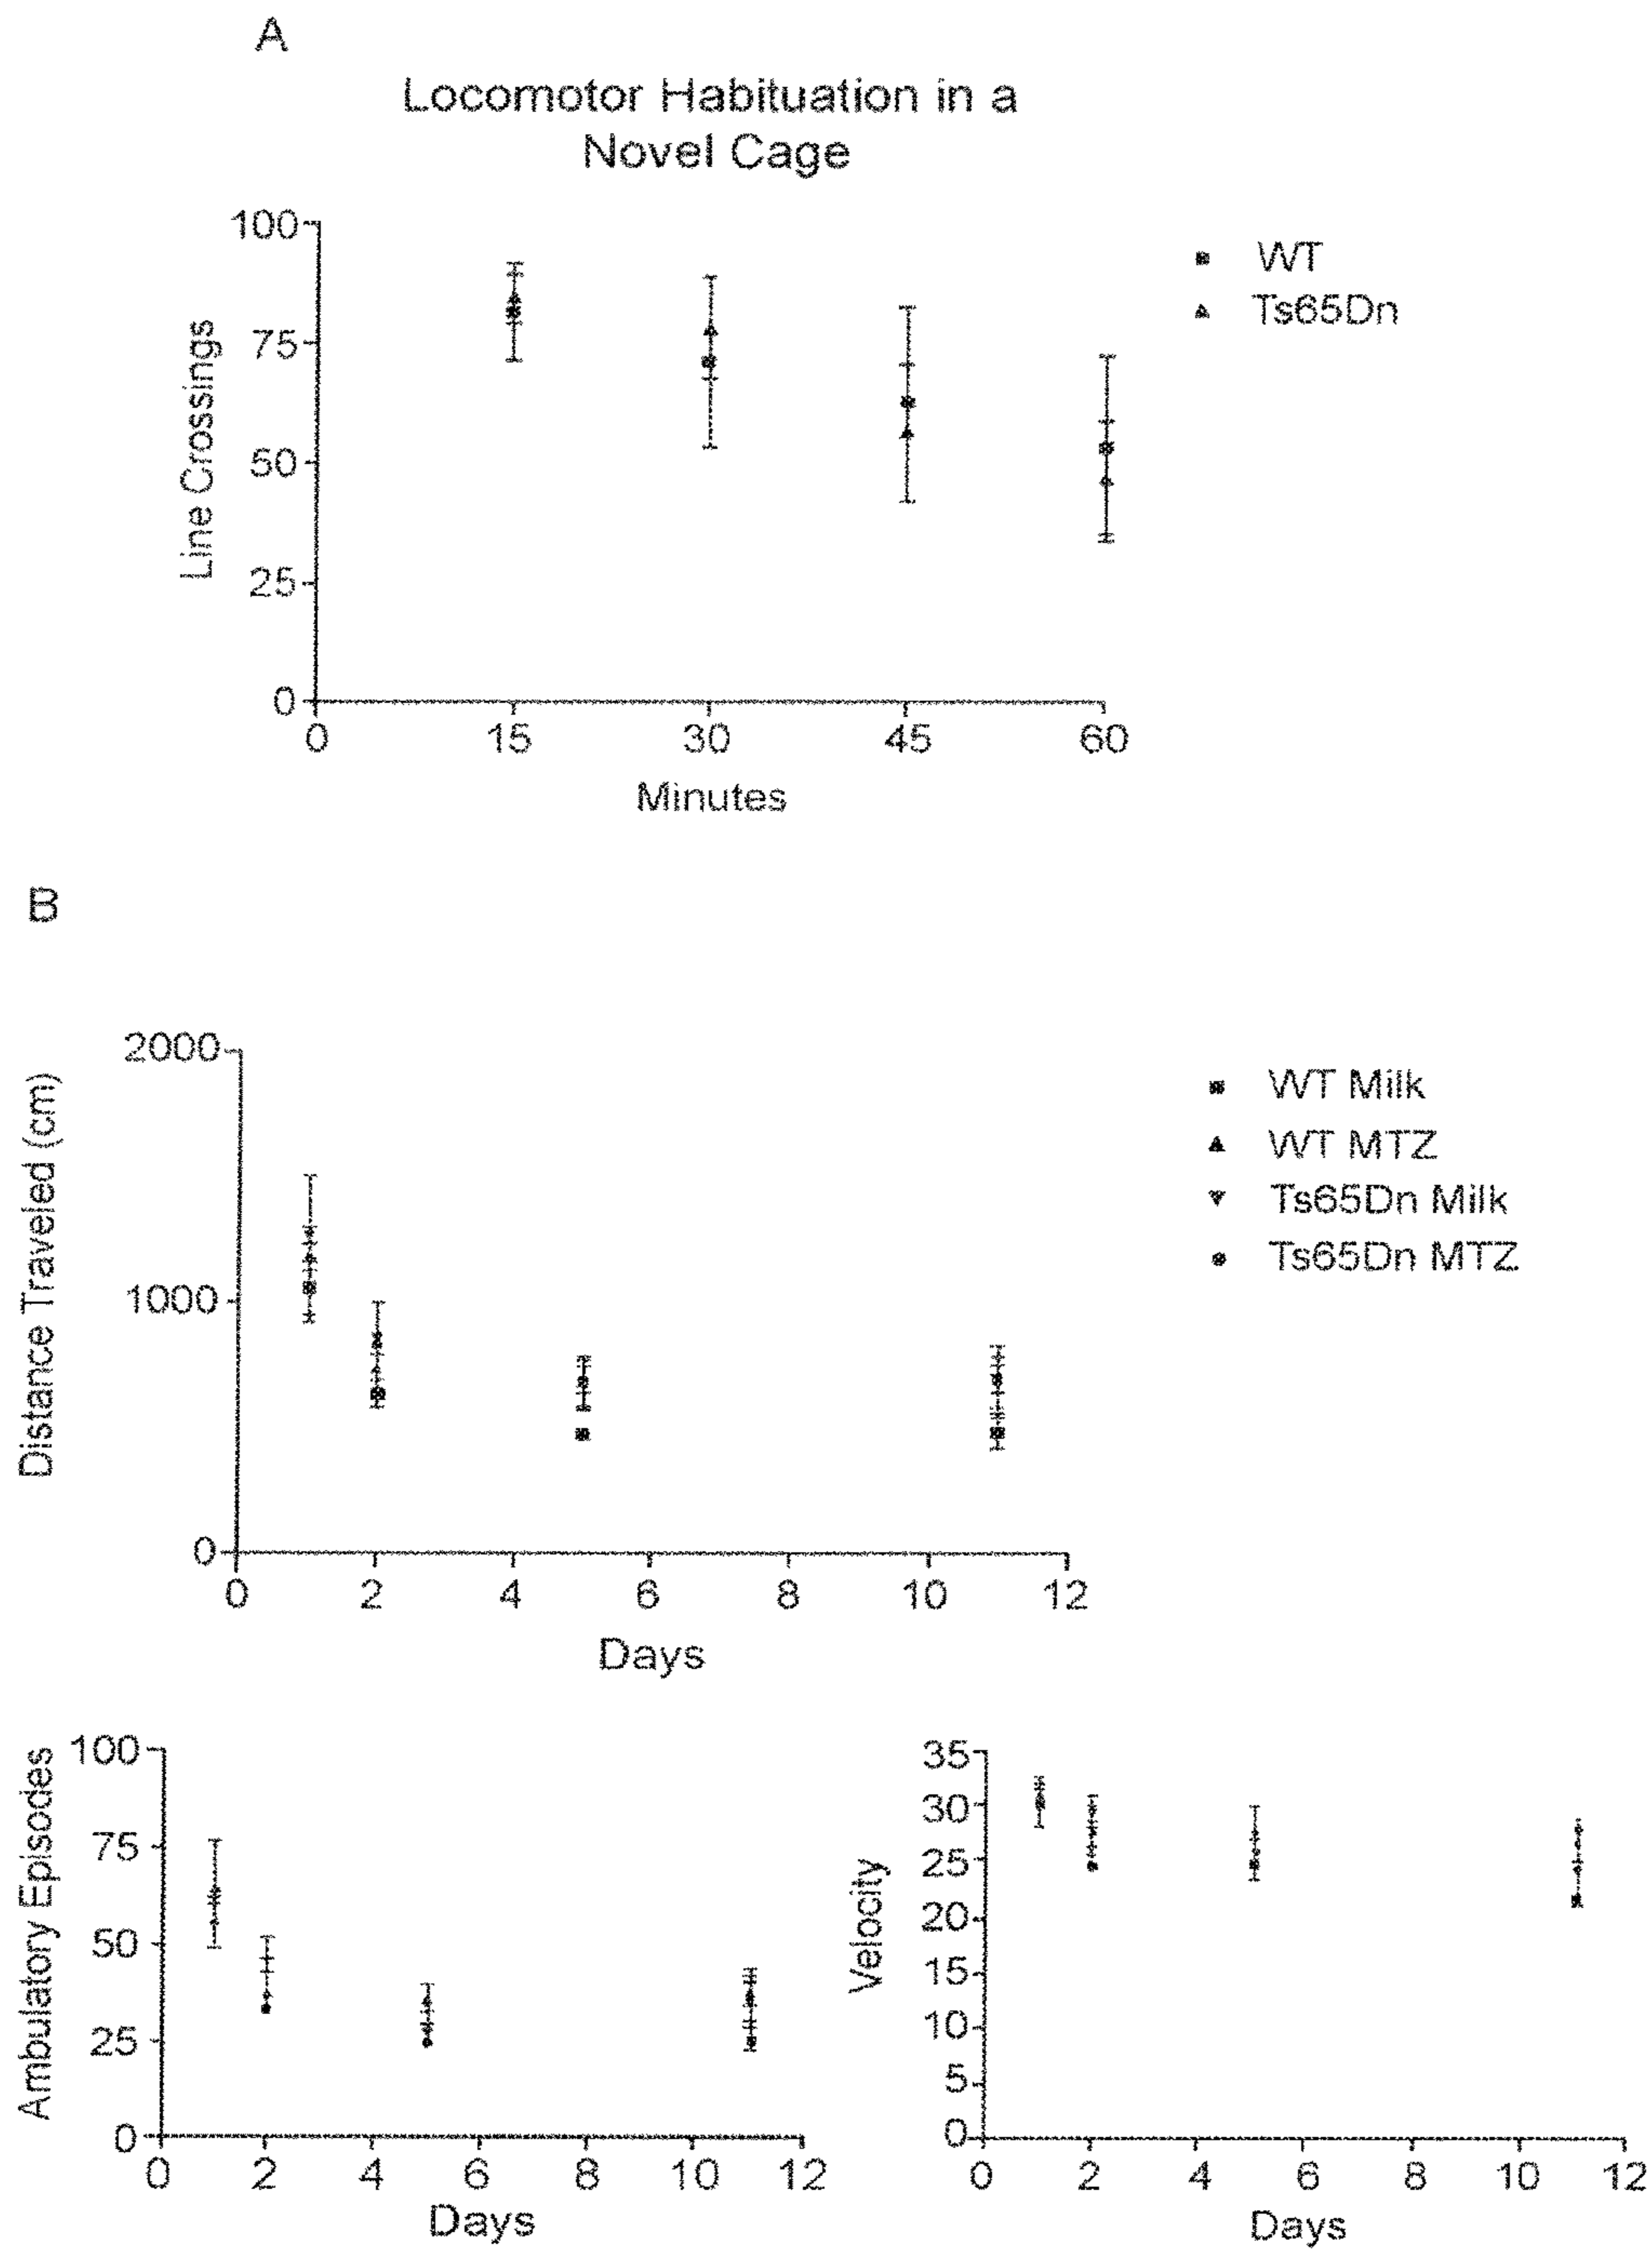 A
Locomotor Habituation in a
Novel Cage
100
75
50
25
0
Line Crossings
0 15 30 45 60
Minutes
WT
Ts65Dn
B
2000
1000
0
Distance Traveled (cm)
0 2 4 6 8 10 12
Days
WT Milk
WT MTZ
Ts65Dn Milk
Ts65Dn MTZ
100
75
50
25
0
Ambulatory Episodes
0 2 4 6 8 10 12
Days
35
30
25
20
15
10
5
0
Velocity
0 2 4 6 8 10 12
Days